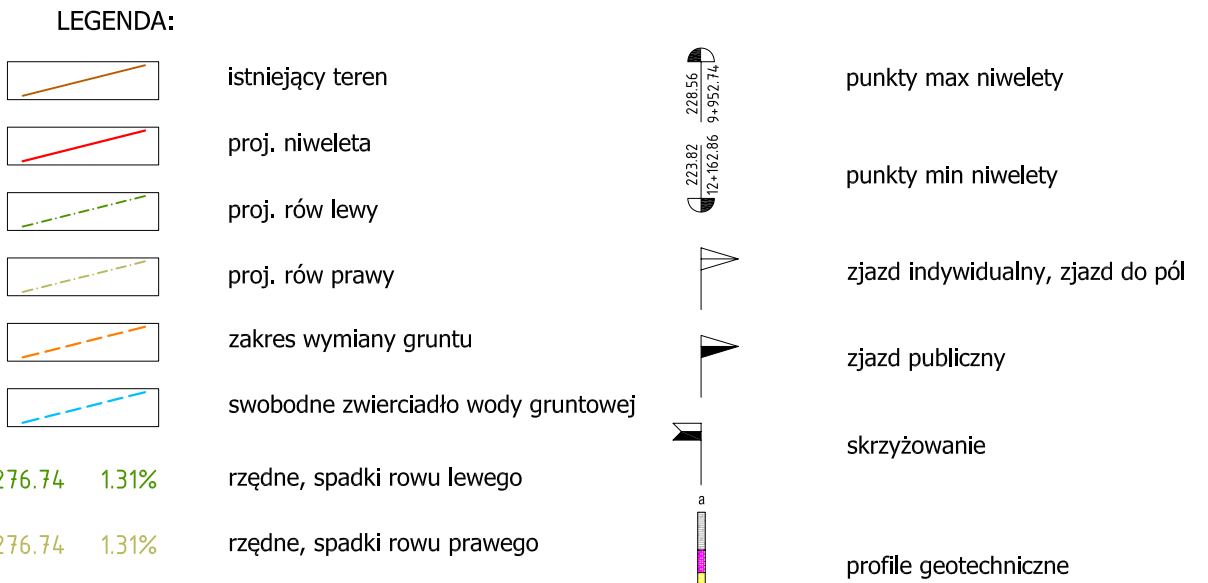 LEGENDA:
istniejący teren
proj. niweleta
proj. rów lewy
proj. rów prawy
zakres wymiany gruntu
swobodne zwierciadło wody gruntowej
276.74 1.31%
rzędne, spadki rowu lewego
276.74 1.31%
rzędne, spadki rowu prawego
228.56
9+952.74
punkty max niwelety
223.82
12+162.86
punkty min niwelety
zjazd indywidualny, zjazd do pól
zjazd publiczny
skrzyżowanie
a
profile geotechniczne